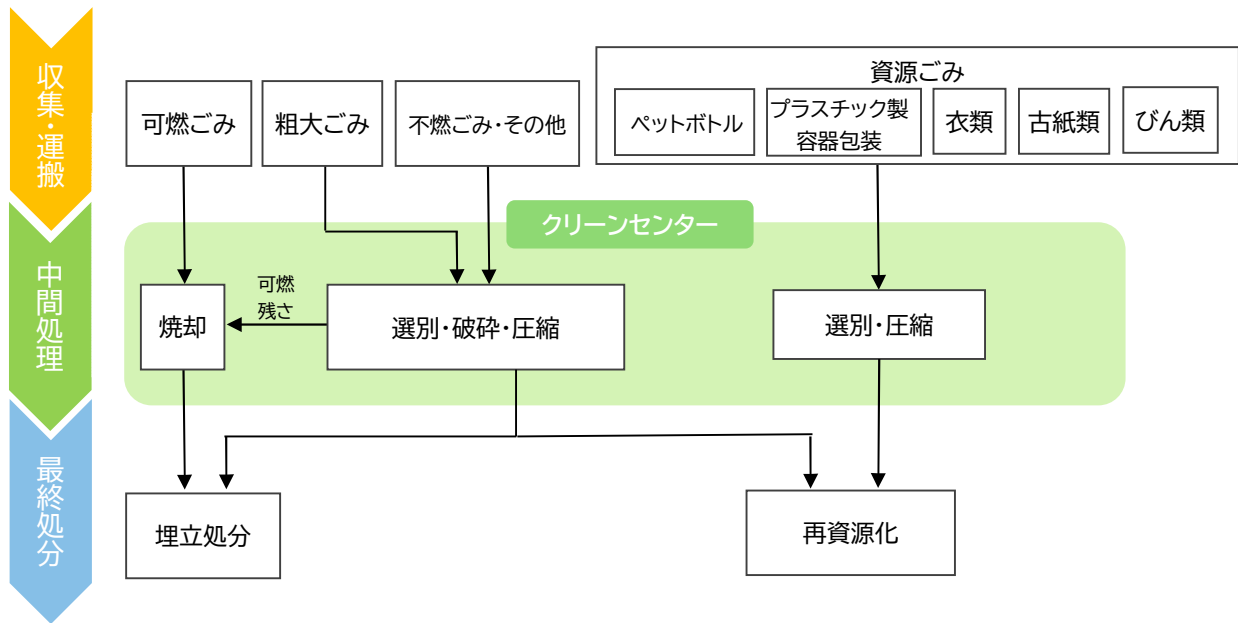 収集・運搬
中間処理
最終処分
可燃ごみ
粗大ごみ
不燃ごみ・その他
資源ごみ
ペットボトル
プラスチック製
容器包装
衣類
古紙類
びん類
クリーンセンター
可燃
残さ
焼却
選別・破砕・圧縮
選別・圧縮
埋立処分
再資源化